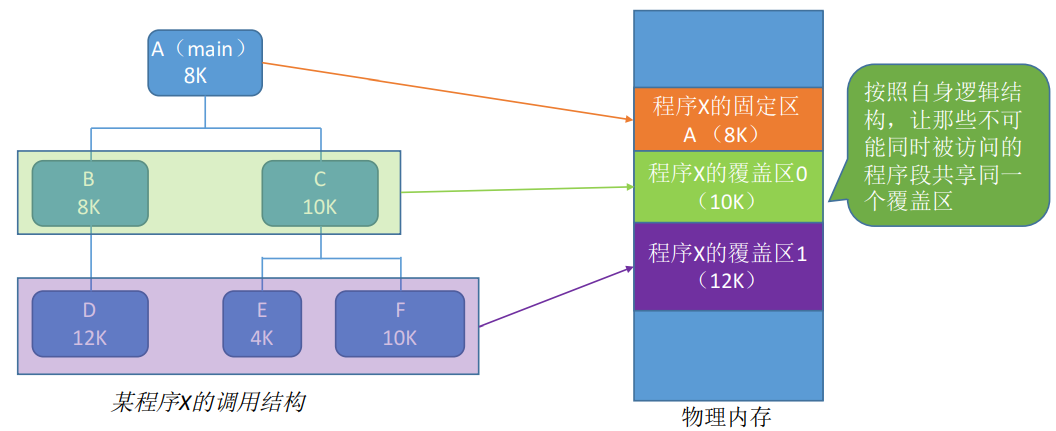 A（main）
8K
B
8K
C
10K
D
12K
E
4K
F
10K
某程序X的调用结构
程序X的固定区
A （8K）
程序X的覆盖区0
（10K）
程序X的覆盖区1
（12K）
物理内存
按照自身逻辑结
构，让那些不可
能同时被访问的
程序段共享同一
个覆盖区